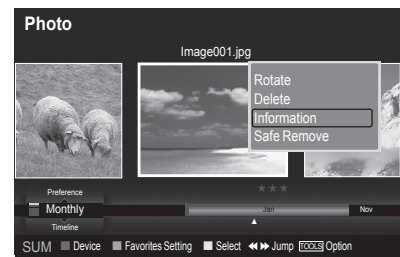 Photo
Image001.jpg
Rotate
Delete
Information
Safe Remove
Preference
Monthly
Jan
Nov
Timeline
SUM Device Favorites Setting Select Jump TOOLS Option